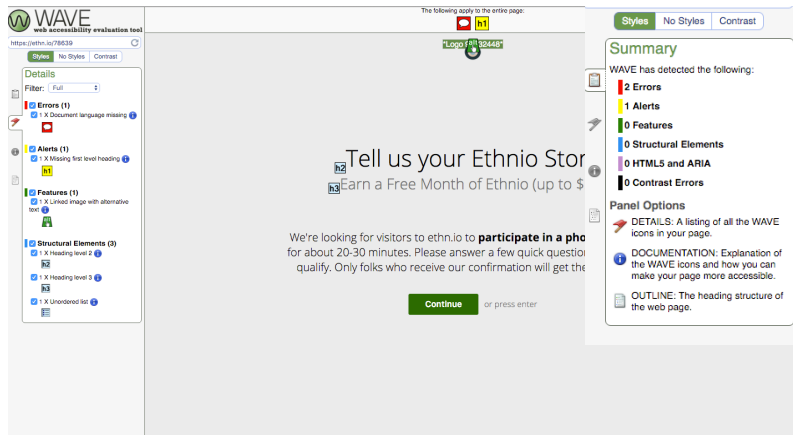 WAVE
web accessibility evaluation tool
https://ethn.io/78639
Styles No Styles Contrast
Details
Filter: Full
Errors (1)
1 X Document language missing
Alerts (1)
1 X Missing first level heading
h1
Features (1)
1 X Linked image with alternative
text
Structural Elements (3)
1 X Heading level 2
h2
1 X Heading level 3
h3
1 X Unordered list
The following apply to the entire page:
h1
h2 Tell us your Ethnio Stor
h3 Earn a Free Month of Ethnio (up to $
We're looking for visitors to ethn.io to participate in a pho
for about 20-30 minutes. Please answer a few quick question
qualify. Only folks who receive our confirmation will get the
Continue or press enter
Styles No Styles Contrast
Summary
WAVE has detected the following:
2 Errors
1 Alerts
0 Features
0 Structural Elements
0 HTML5 and ARIA
0 Contrast Errors
Panel Options
DETAILS: A listing of all the WAVE
icons in your page.
DOCUMENTATION: Explanation of
the WAVE icons and how you can
make your page more accessible.
OUTLINE: The heading structure of
the web page.